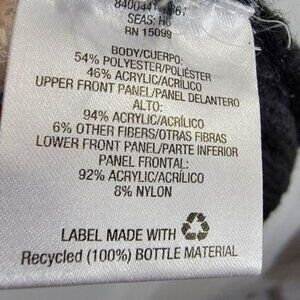 SEAS: H6
RN 15099
BODY/CUERPO:
54% POLYESTER/POLIÉSTER
46% ACRYLIC/ACRÍLICO
UPPER FRONT PANEL/PANEL DELANTERO
ALTO:
94% ACRYLIC/ACRÍLICO
6% OTHER FIBERS/OTRAS FIBRAS
LOWER FRONT PANEL/PARTE INFERIOR
PANEL FRONTAL:
92% ACRYLIC/ACRÍLICO
8% NYLON
LABEL MADE WITH
Recycled (100%) BOTTLE MATERIAL